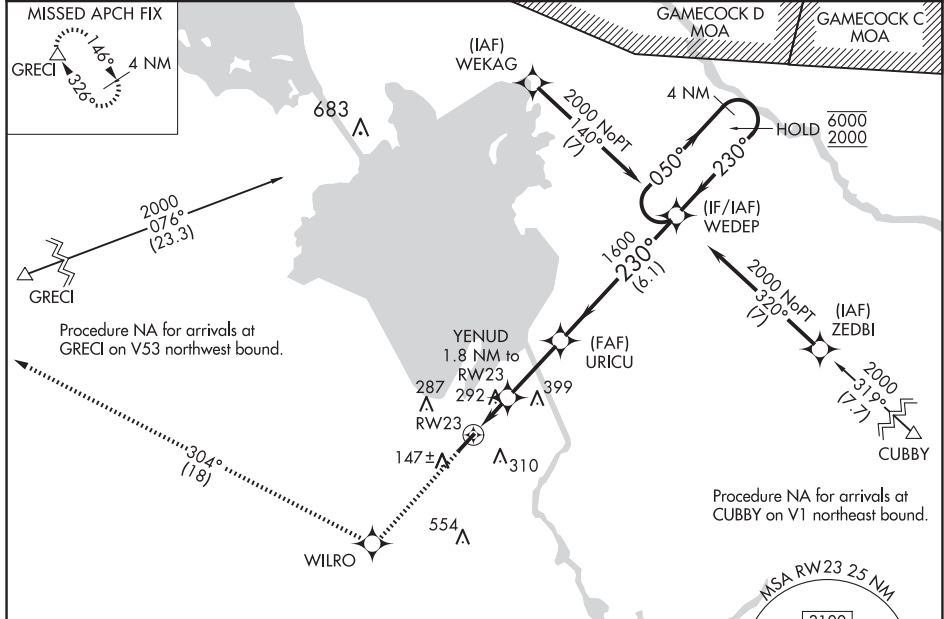 MISSED APCH FIX
GRECI
146°
326°
4 NM
683
(IAF)
WEKAG
2000 NoPT
140°
(7)
GAMECOCK D
MOA
GAMECOCK C
MOA
4 NM
HOLD
6000
2000
050°
230°
(IF/IAF)
WEDEP
2000
076°
(23.3)
GRECI
1600
230°
(6.1)
Procedure NA for arrivals at
GRECI on V53 northwest bound.
YENUD
1.8 NM to
RW23
(FAF)
URICU
2000 NoPT
320°
(7)
(IAF)
ZEDBI
2000
319°
(7.7)
CUBBY
287
292
399
RW23
147±
310
304°
(18)
554
WILRO
Procedure NA for arrivals at
CUBBY on V1 northeast bound.
MSA RW23 25 NM